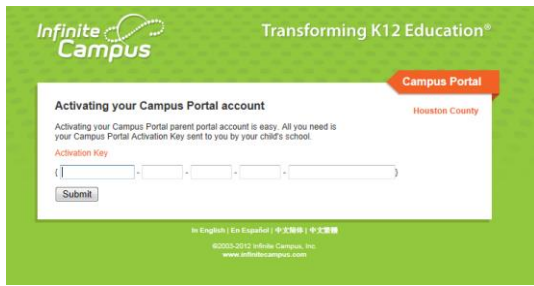 Infinite
Campus
Transforming K12 Education®
Campus Portal
Houston County
Activating your Campus Portal account
Activating your Campus Portal parent portal account is easy. All you need is
your Campus Portal Activation Key sent to you by your child's school.
Activation Key
( - - - - )
Submit
In English | En Español | 中文简体 | 中文繁體
©2003-2012 Infinite Campus, Inc.
www.infinitecampus.com